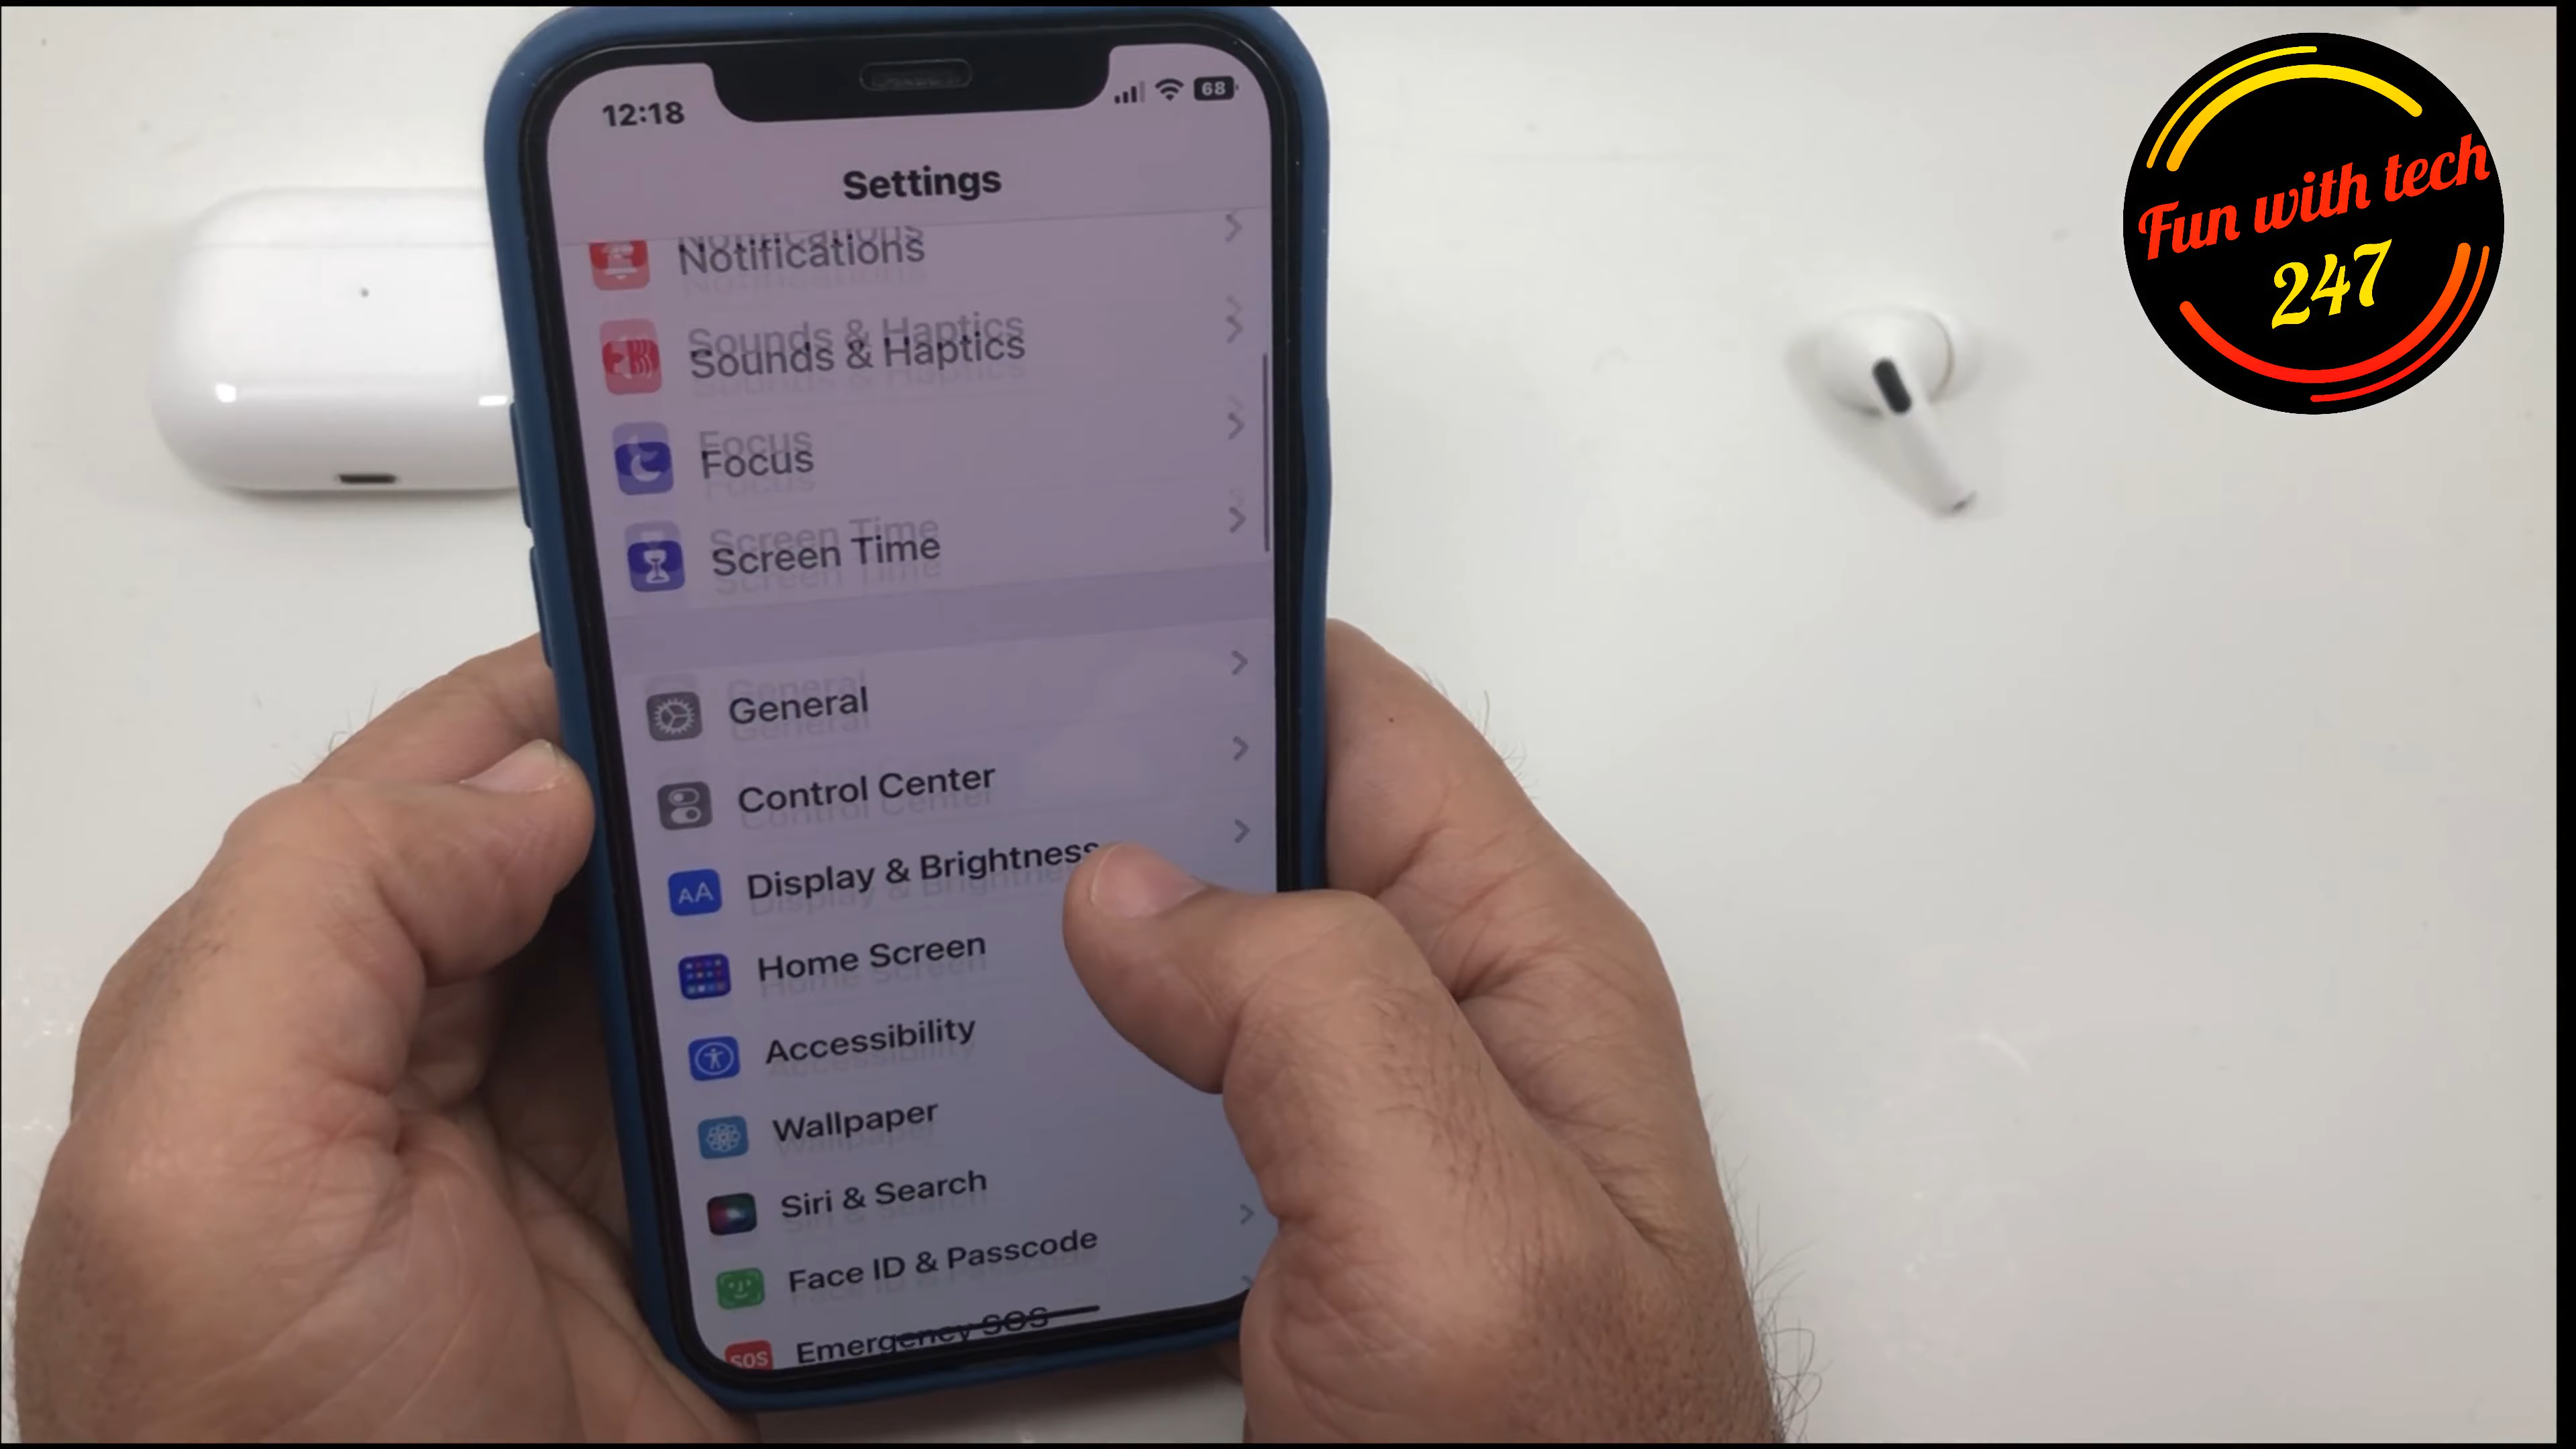 12:18
68
Settings
Notifications
Sounds & Haptics
Focus
Screen Time
General
Control Center
AA
Display & Brightness
Home Screen
Accessibility
Wallpaper
Siri & Search
Face ID & Passcode
SOS
Emergency SOS
Fun with tech
247